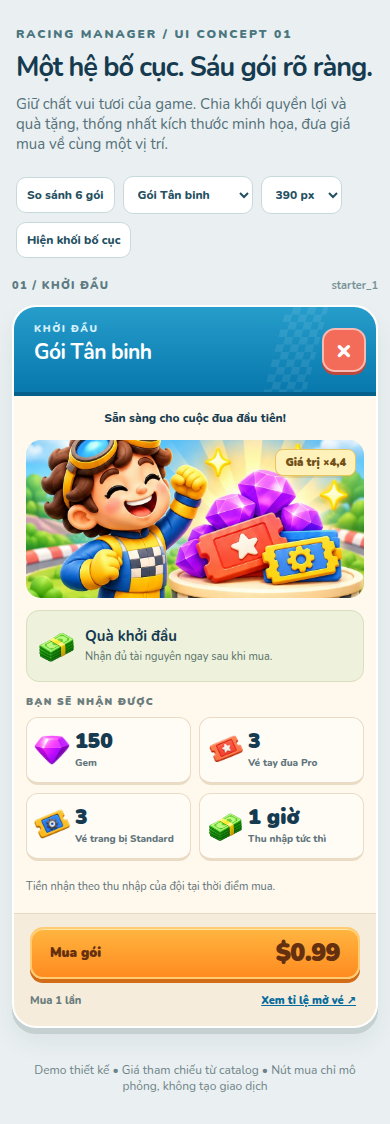 RACING MANAGER / UI CONCEPT 01
Một hệ bố cục. Sáu gói rõ ràng.
Giữ chất vui tươi của game. Chia khối quyền lợi và
quà tặng, thống nhất kích thước minh họa, đưa giá
mua về cùng một vị trí.
So sánh 6 gói
Gói Tân binh
390 px
Hiện khối bố cục
01 / KHỞI ĐẦU
starter_1
KHỞI ĐẦU
Gói Tân binh
Sẵn sàng cho cuộc đua đầu tiên!
Giá trị ×4,4
Quà khởi đầu
Nhận đủ tài nguyên ngay sau khi mua.
BẠN SẼ NHẬN ĐƯỢC
150
Gem
3
Vé tay đua Pro
3
Vé trang bị Standard
1 giờ
Thu nhập tức thì
Tiền nhận theo thu nhập của đội tại thời điểm mua.
Mua gói
$0.99
Mua 1 lần
Xem tỉ lệ mở vé ↗
Demo thiết kế • Giá tham chiếu từ catalog • Nút mua chỉ mô
phỏng, không tạo giao dịch